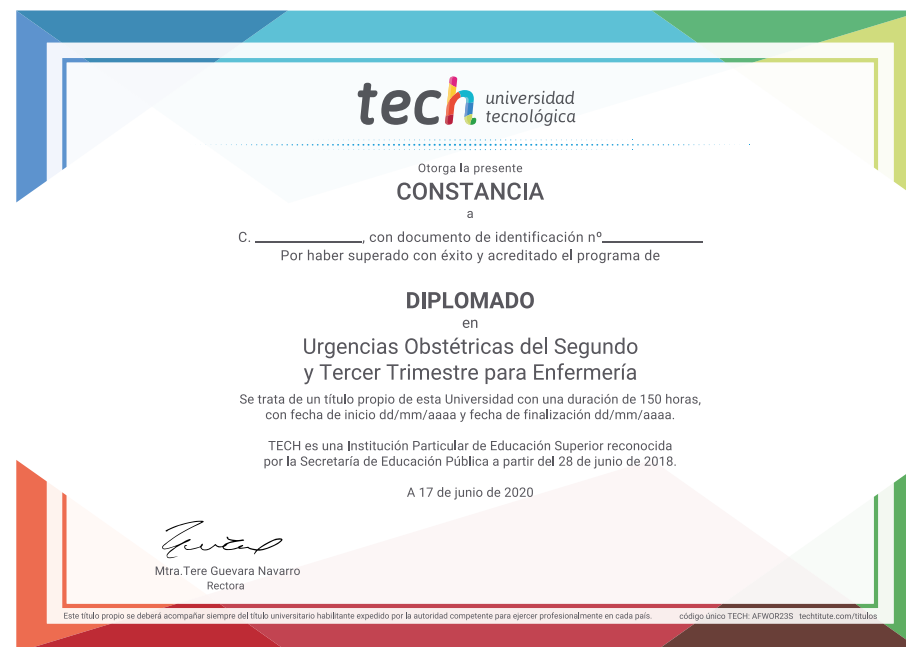 tech universidad
tecnológica
Otorga la presente
CONSTANCIA
a
C. ____________, con documento de identificación nº____________
Por haber superado con éxito y acreditado el programa de
DIPLOMADO
en
Urgencias Obstétricas del Segundo
y Tercer Trimestre para Enfermería
Se trata de un título propio de esta Universidad con una duración de 150 horas,
con fecha de inicio dd/mm/aaaa y fecha de finalización dd/mm/aaaa.
TECH es una Institución Particular de Educación Superior reconocida
por la Secretaría de Educación Pública a partir del 28 de junio de 2018.
A 17 de junio de 2020
Mtra.Tere Guevara Navarro
Rectora
Este título propio se deberá acompañar siempre del título universitario habilitante expedido por la autoridad competente para ejercer profesionalmente en cada país. código único TECH: AFWOR23S techtitute.com/titulos